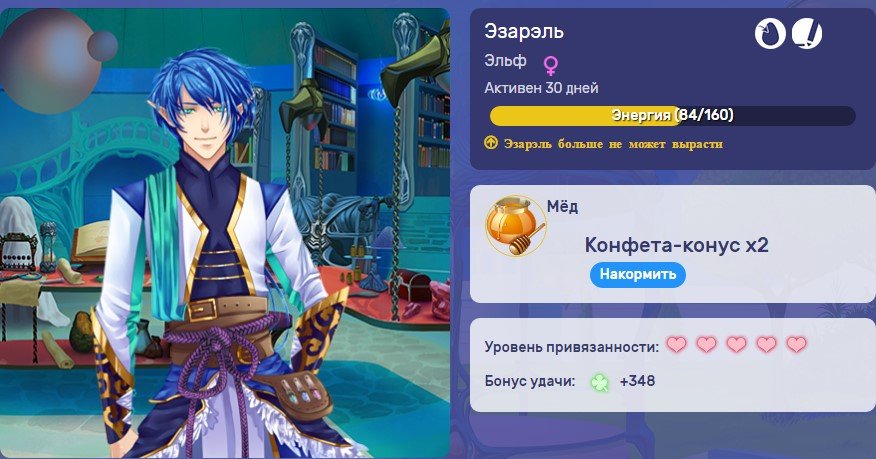 Эзарэль
Эльф
Активен 30 дней
Энергия (84/160)
Эзарэль больше не может вырасти
Мёд
Конфета-конус x2
Накормить
Уровень привязанности:
Бонус удачи: +348